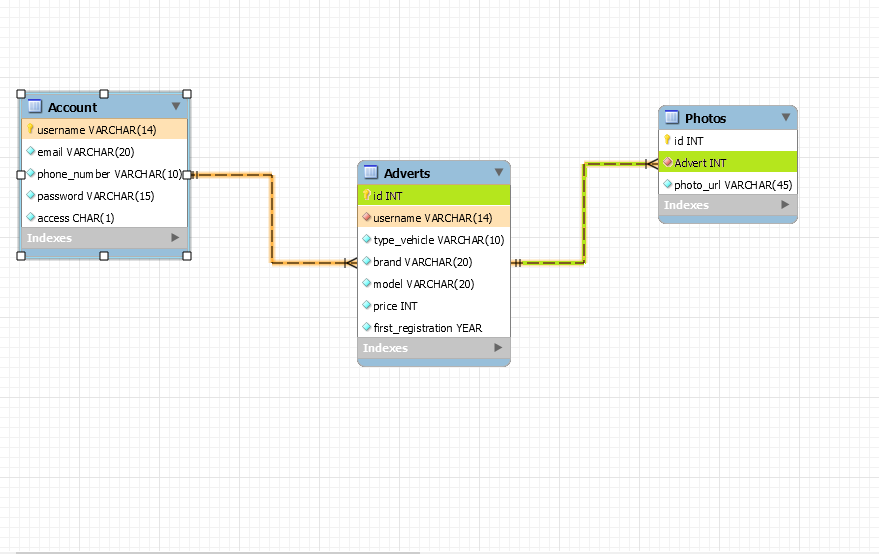 Account
username VARCHAR(14)
email VARCHAR(20)
phone_number VARCHAR(10)
password VARCHAR(15)
access CHAR(1)
Indexes
Adverts
id INT
username VARCHAR(14)
type_vehicle VARCHAR(10)
brand VARCHAR(20)
model VARCHAR(20)
price INT
first_registration YEAR
Indexes
Photos
id INT
Advert INT
photo_url VARCHAR(45)
Indexes